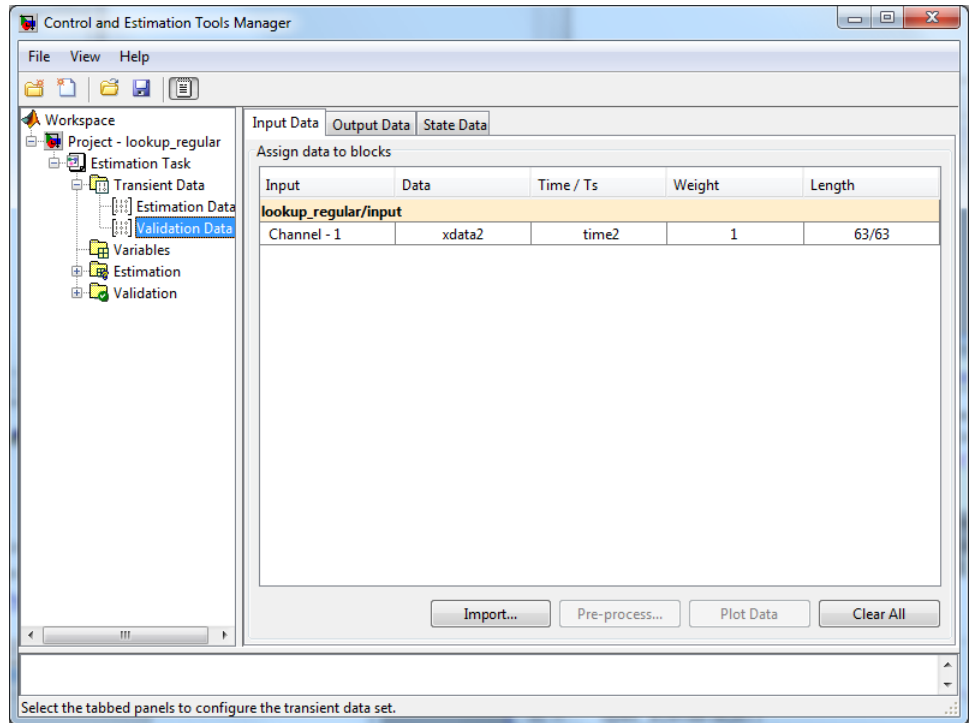 Control and Estimation Tools Manager
File View Help
Workspace
Project - lookup_regular
Estimation Task
Transient Data
Estimation Data
Validation Data
Variables
Estimation
Validation
Input Data Output Data State Data
Assign data to blocks
Input Data Time / Ts Weight Length
lookup_regular/input
Channel - 1 xdata2 time2 1 63/63
Import... Pre-process... Plot Data Clear All
Select the tabbed panels to configure the transient data set.